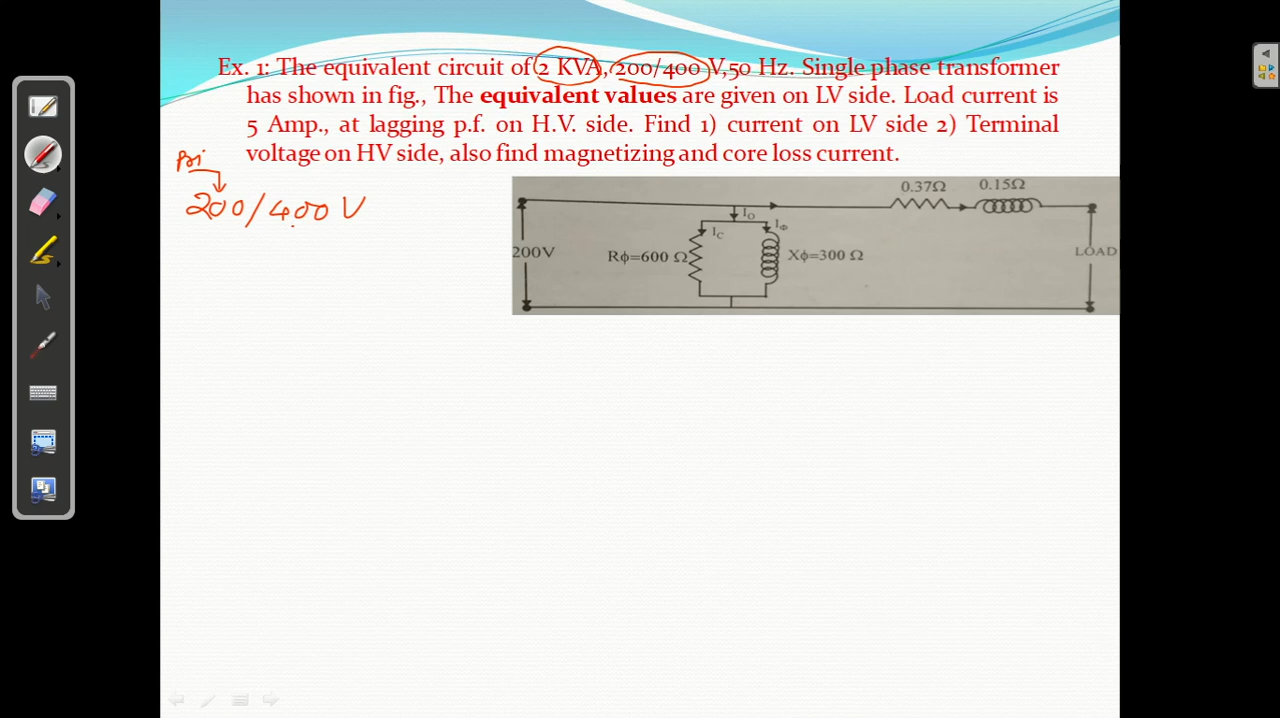 Ex. 1: The equivalent circuit of 2 KVA, 200/400 V,50 Hz. Single phase transformer
has shown in fig., The equivalent values are given on LV side. Load current is
5 Amp., at lagging p.f. on H.V. side. Find 1) current on LV side 2) Terminal
voltage on HV side, also find magnetizing and core loss current.
Pri
200/400 V
0.37Ω 0.15Ω
I₀
I_C I_Φ
200V Rϕ=600 Ω Xϕ=300 Ω LOAD